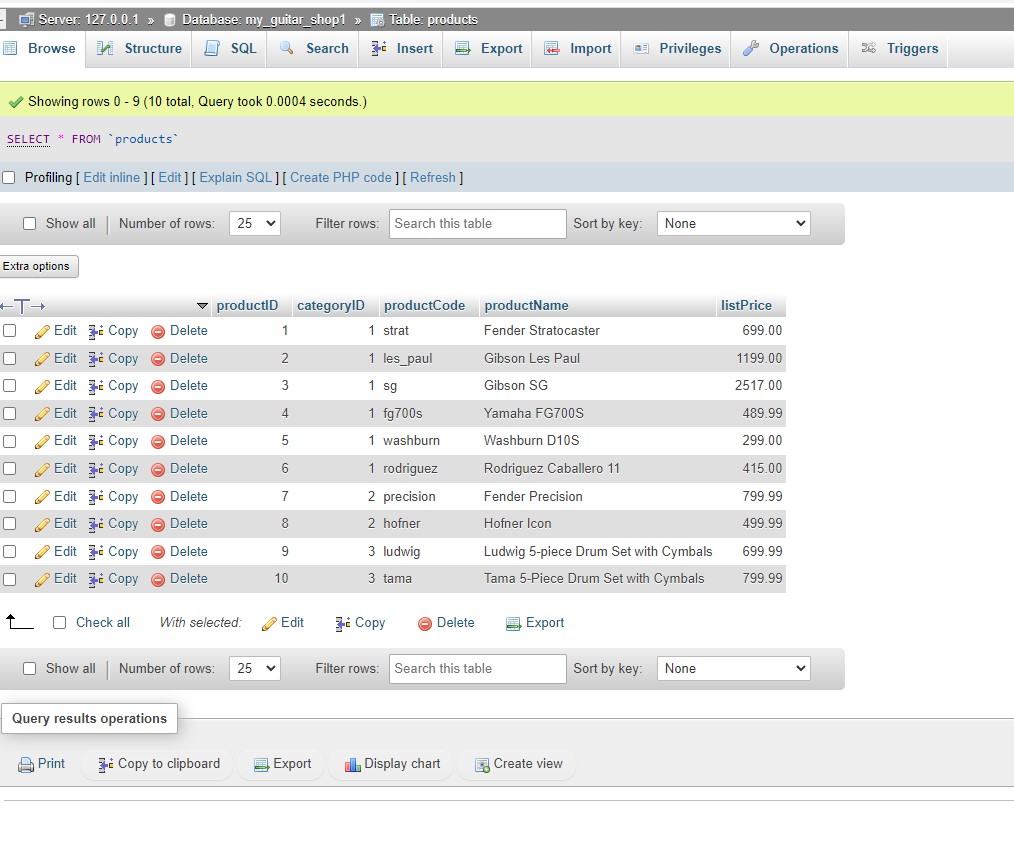 Server: 127.0.0.1 » Database: my_guitar_shop1 » Table: products
Browse Structure SQL Search Insert Export Import Privileges Operations Triggers
Showing rows 0 - 9 (10 total, Query took 0.0004 seconds.)
SELECT * FROM `products`
Profiling [ Edit inline ] [ Edit ] [ Explain SQL ] [ Create PHP code ] [ Refresh ]
Show all Number of rows: 25 Filter rows: Search this table Sort by key: None
Extra options
←T→ productID categoryID productCode productName listPrice
Edit Copy Delete 1 1 strat Fender Stratocaster 699.00
Edit Copy Delete 2 1 les_paul Gibson Les Paul 1199.00
Edit Copy Delete 3 1 sg Gibson SG 2517.00
Edit Copy Delete 4 1 fg700s Yamaha FG700S 489.99
Edit Copy Delete 5 1 washburn Washburn D10S 299.00
Edit Copy Delete 6 1 rodriguez Rodriguez Caballero 11 415.00
Edit Copy Delete 7 2 precision Fender Precision 799.99
Edit Copy Delete 8 2 hofner Hofner Icon 499.99
Edit Copy Delete 9 3 ludwig Ludwig 5-piece Drum Set with Cymbals 699.99
Edit Copy Delete 10 3 tama Tama 5-Piece Drum Set with Cymbals 799.99
Check all With selected: Edit Copy Delete Export
Show all Number of rows: 25 Filter rows: Search this table Sort by key: None
Query results operations
Print Copy to clipboard Export Display chart Create view